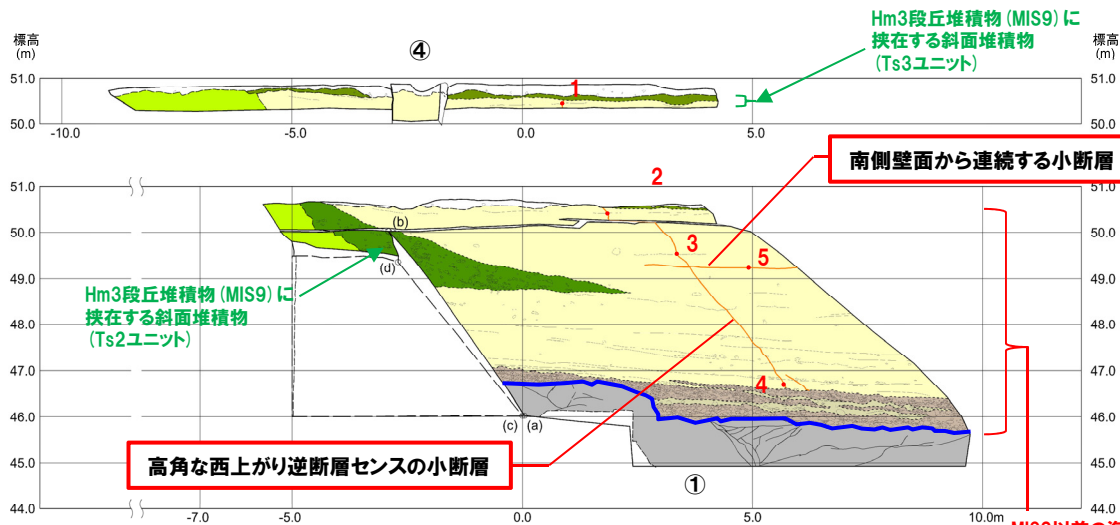 標高
(m)
④
Hm3段丘堆積物(MIS9)に
挟在する斜面堆積物
(Ts3ユニット)
標高
(m)
51.0
50.0
1
51.0
50.0
-10.0
-5.0
0.0
5.0
南側壁面から連続する小断層
2
51.0
50.0
49.0
48.0
47.0
46.0
45.0
44.0
(b)
(d)
3
5
Hm3段丘堆積物(MIS9)に
挟在する斜面堆積物
(Ts2ユニット)
4
(c)
(a)
高角な西上がり逆断層センスの小断層
①
51.0
50.0
49.0
48.0
47.0
46.0
45.0
44.0
-7.0
-5.0
0.0
5.0
10.0m